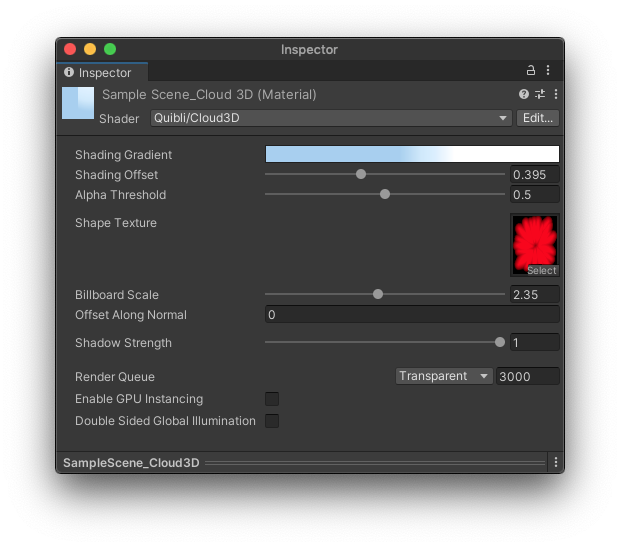 Inspector
Inspector
Sample Scene_Cloud 3D (Material)
Shader Quibli/Cloud3D Edit...
Shading Gradient
Shading Offset 0.395
Alpha Threshold 0.5
Shape Texture
Select
Billboard Scale 2.35
Offset Along Normal 0
Shadow Strength 1
Render Queue Transparent 3000
Enable GPU Instancing
Double Sided Global Illumination
SampleScene_Cloud3D